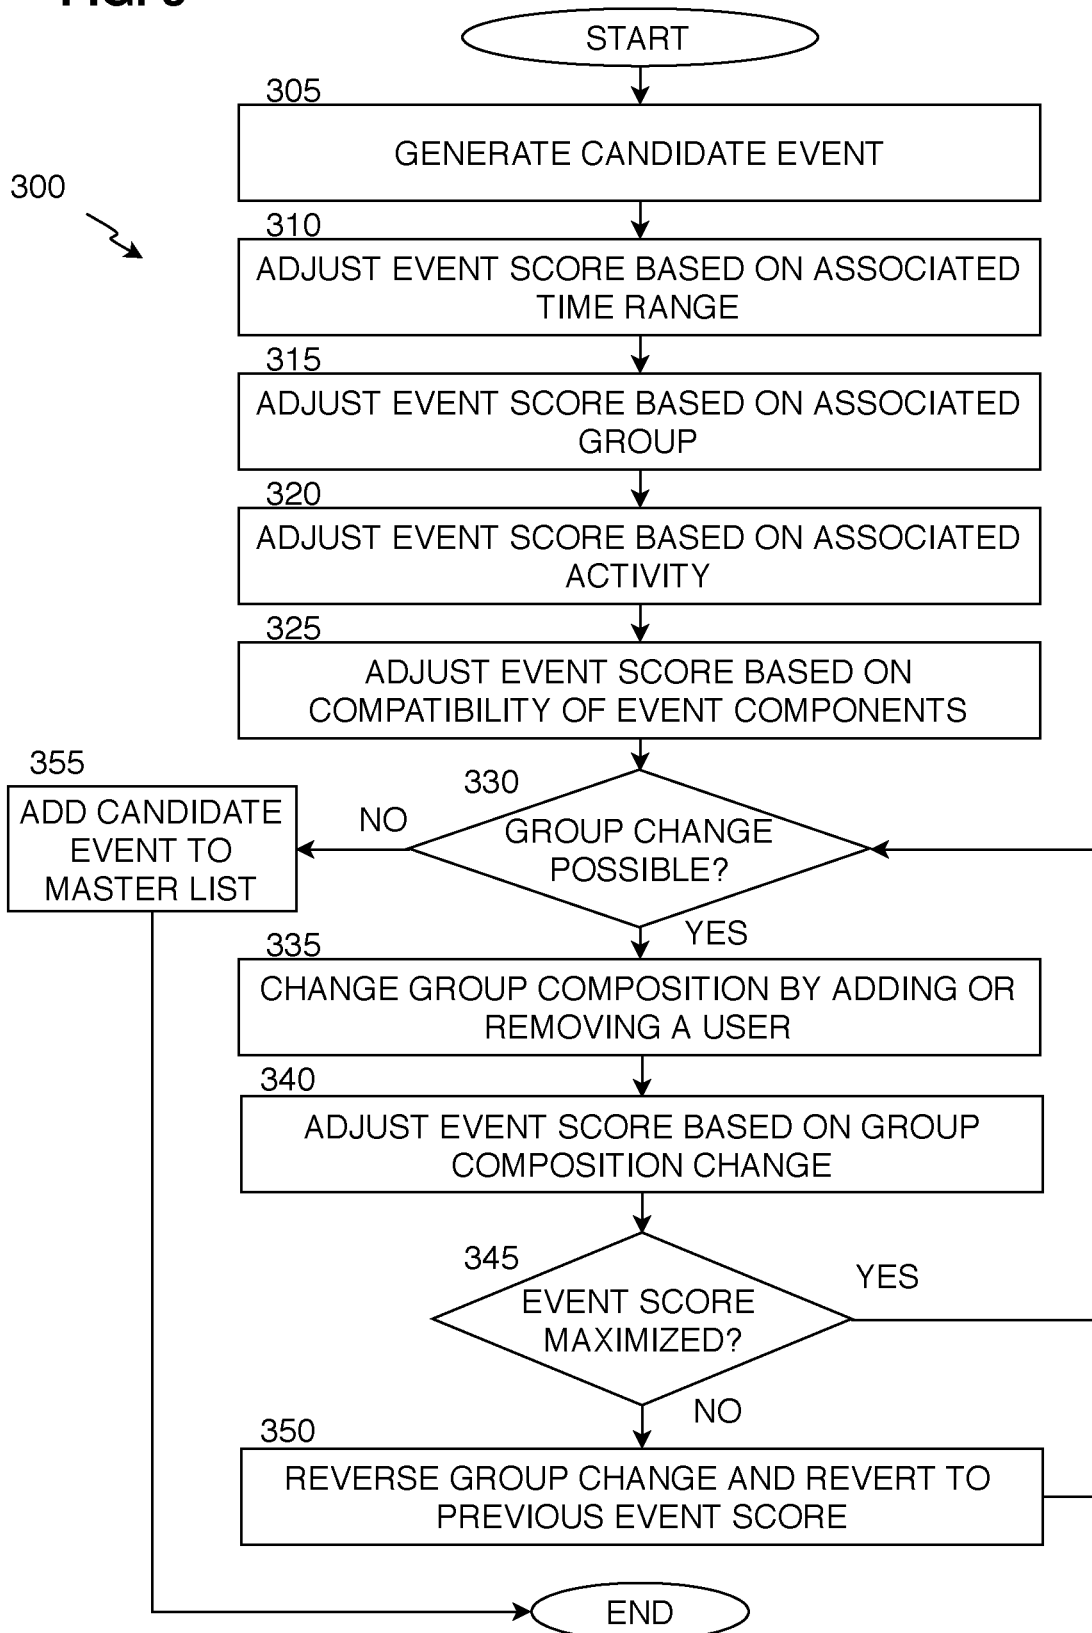 START
305
GENERATE CANDIDATE EVENT
300
310
ADJUST EVENT SCORE BASED ON ASSOCIATED
TIME RANGE
315
ADJUST EVENT SCORE BASED ON ASSOCIATED
GROUP
320
ADJUST EVENT SCORE BASED ON ASSOCIATED
ACTIVITY
325
ADJUST EVENT SCORE BASED ON
COMPATIBILITY OF EVENT COMPONENTS
330
GROUP CHANGE
POSSIBLE?
NO
355
ADD CANDIDATE
EVENT TO
MASTER LIST
YES
335
CHANGE GROUP COMPOSITION BY ADDING OR
REMOVING A USER
340
ADJUST EVENT SCORE BASED ON GROUP
COMPOSITION CHANGE
345
EVENT SCORE
MAXIMIZED?
YES
NO
350
REVERSE GROUP CHANGE AND REVERT TO
PREVIOUS EVENT SCORE
END